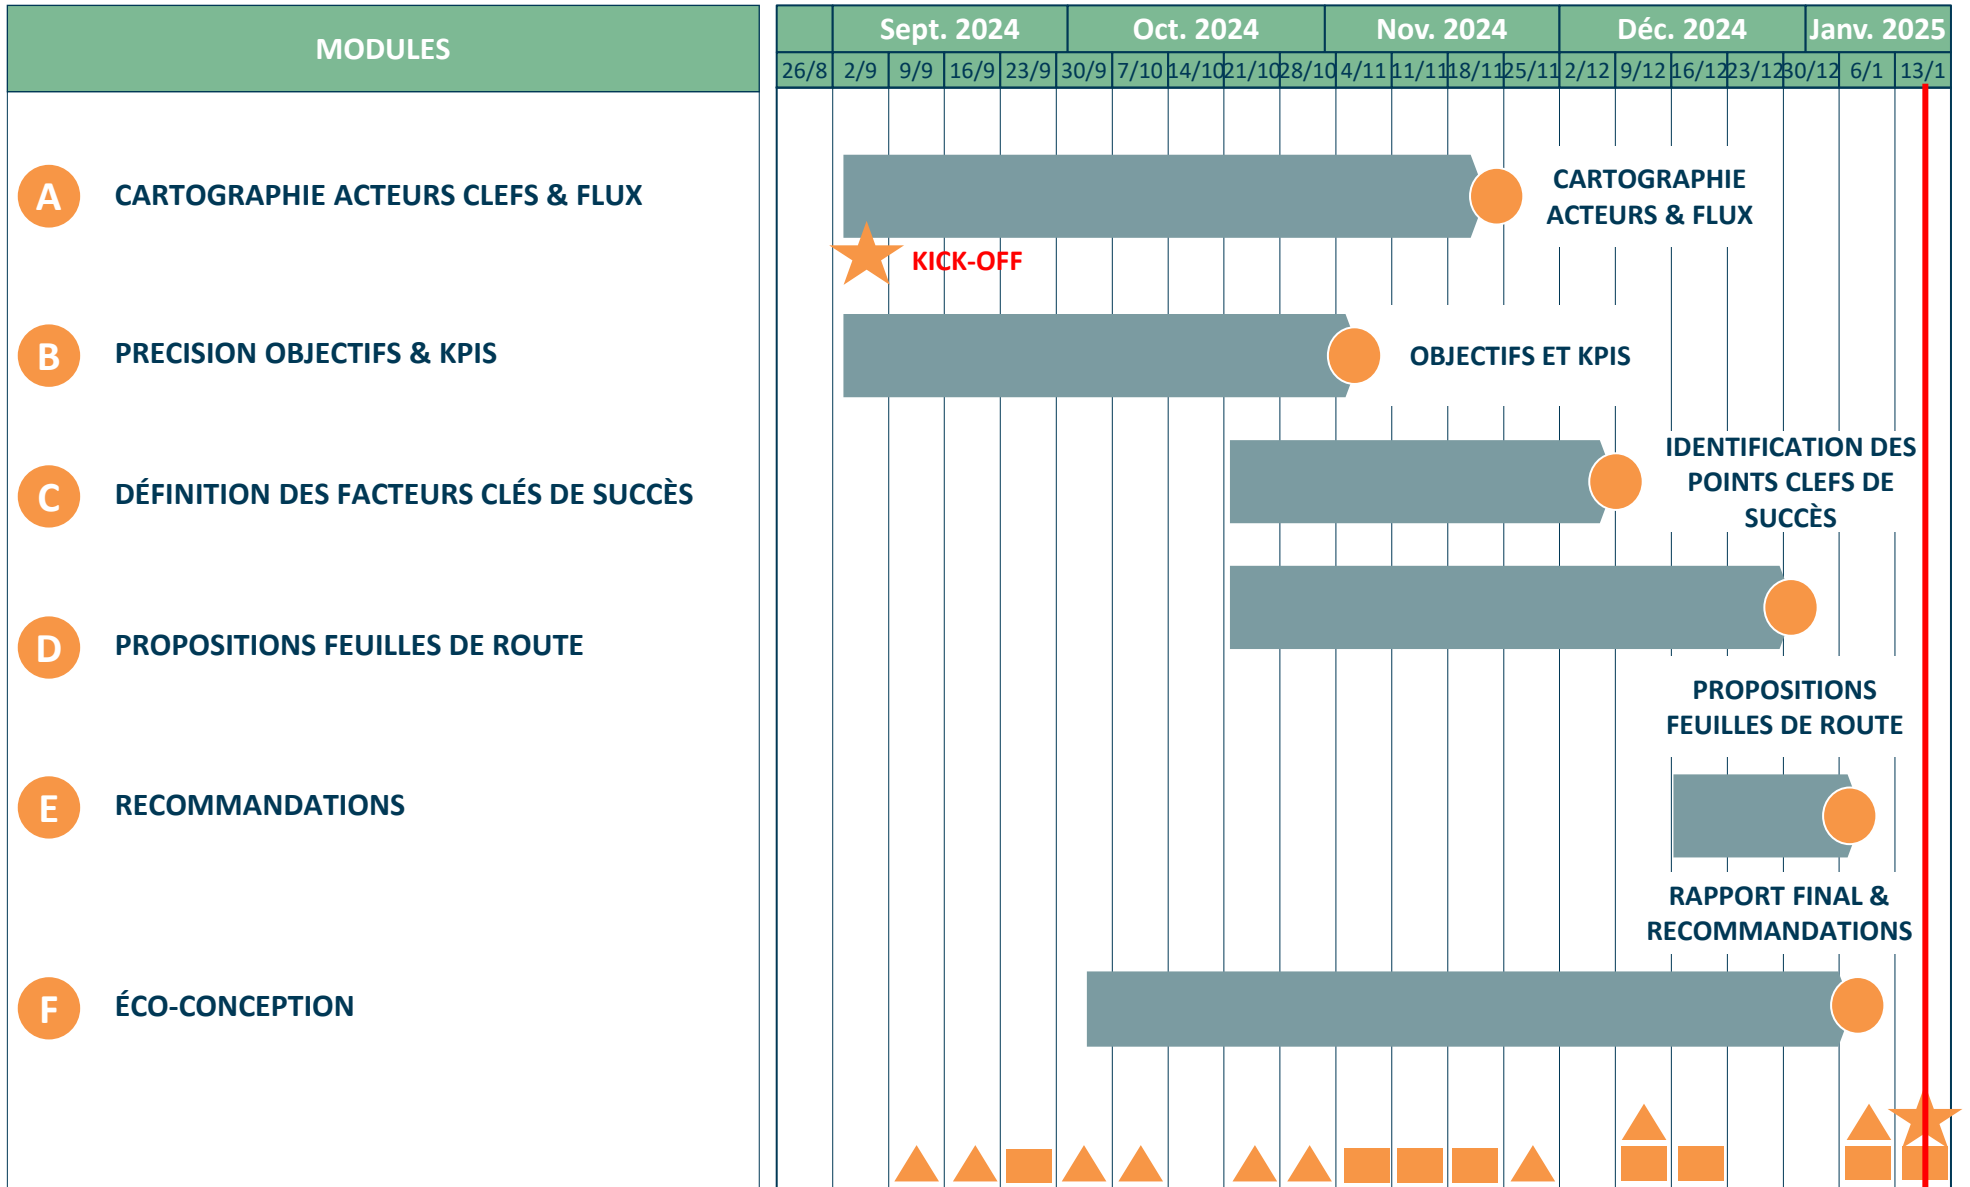 MODULES
Sept. 2024
Oct. 2024
Nov. 2024
Déc. 2024
Janv. 2025
26/8
2/9
9/9
16/9
23/9
30/9
7/10
14/10
21/10
28/10
4/11
11/11
18/11
25/11
2/12
9/12
16/12
23/12
30/12
6/1
13/1
A
CARTOGRAPHIE ACTEURS CLEFS & FLUX
CARTOGRAPHIE
ACTEURS & FLUX
KICK-OFF
B
PRECISION OBJECTIFS & KPIS
OBJECTIFS ET KPIS
C
DÉFINITION DES FACTEURS CLÉS DE SUCCÈS
IDENTIFICATION DES
POINTS CLEFS DE
SUCCÈS
D
PROPOSITIONS FEUILLES DE ROUTE
PROPOSITIONS
FEUILLES DE ROUTE
E
RECOMMANDATIONS
RAPPORT FINAL &
RECOMMANDATIONS
F
ÉCO-CONCEPTION